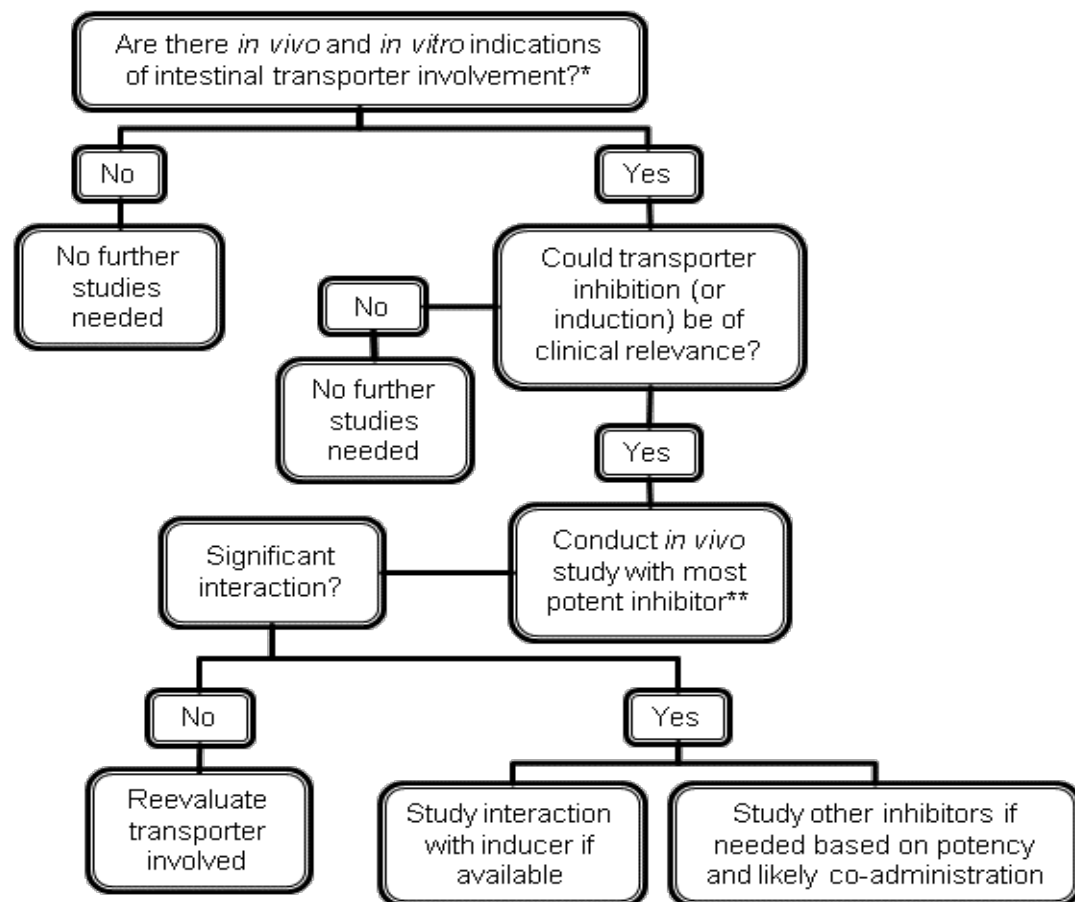 Are there in vivo and in vitro indications
of intestinal transporter involvement?*
No
Yes
No further
studies
needed
Could transporter
inhibition (or
induction) be of
clinical relevance?
No
No further
studies
needed
Yes
Significant
interaction?
Conduct in vivo
study with most
potent inhibitor**
No
Yes
Reevaluate
transporter
involved
Study interaction
with inducer if
available
Study other inhibitors if
needed based on potency
and likely co-administration